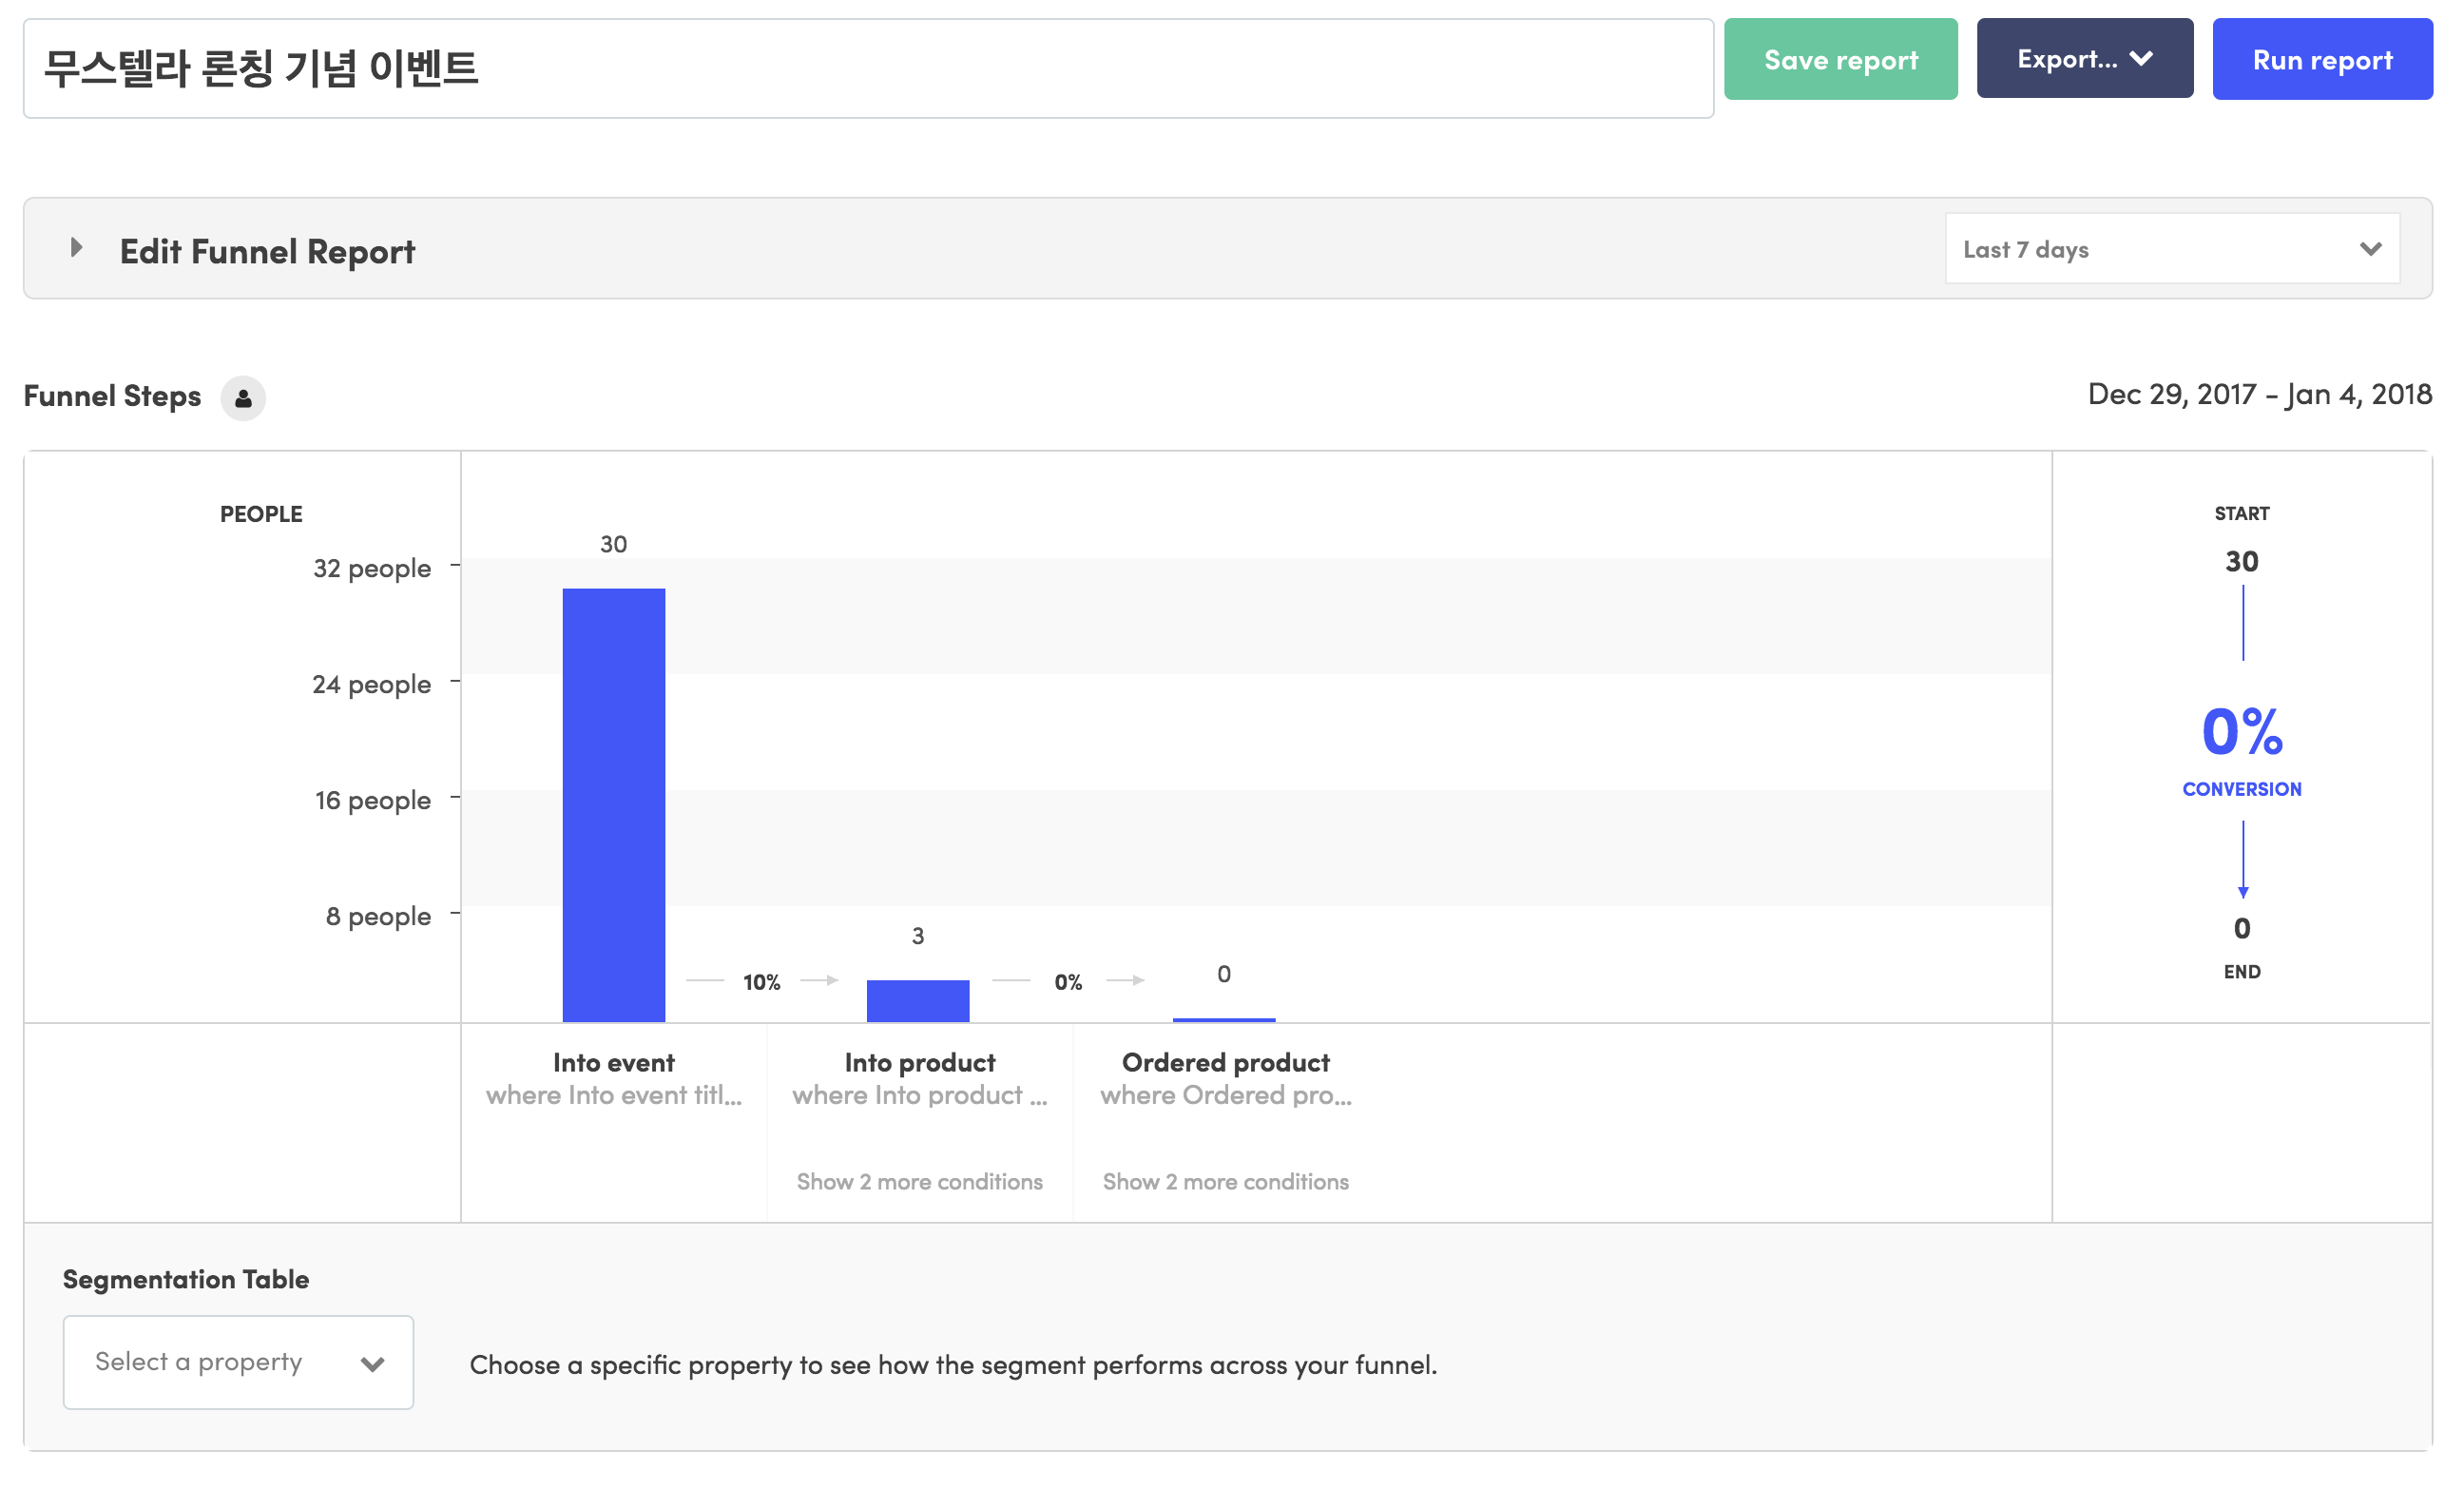 무스텔라 론칭 기념 이벤트
Save report
Export...
Run report
Edit Funnel Report
Last 7 days
Funnel Steps
Dec 29, 2017 - Jan 4, 2018
PEOPLE
32 people
24 people
16 people
8 people
30
10%
3
0%
0
START
30
0%
CONVERSION
0
END
Into event
where Into event titl...
Into product
where Into product ...
Show 2 more conditions
Ordered product
where Ordered pro...
Show 2 more conditions
Segmentation Table
Select a property
Choose a specific property to see how the segment performs across your funnel.